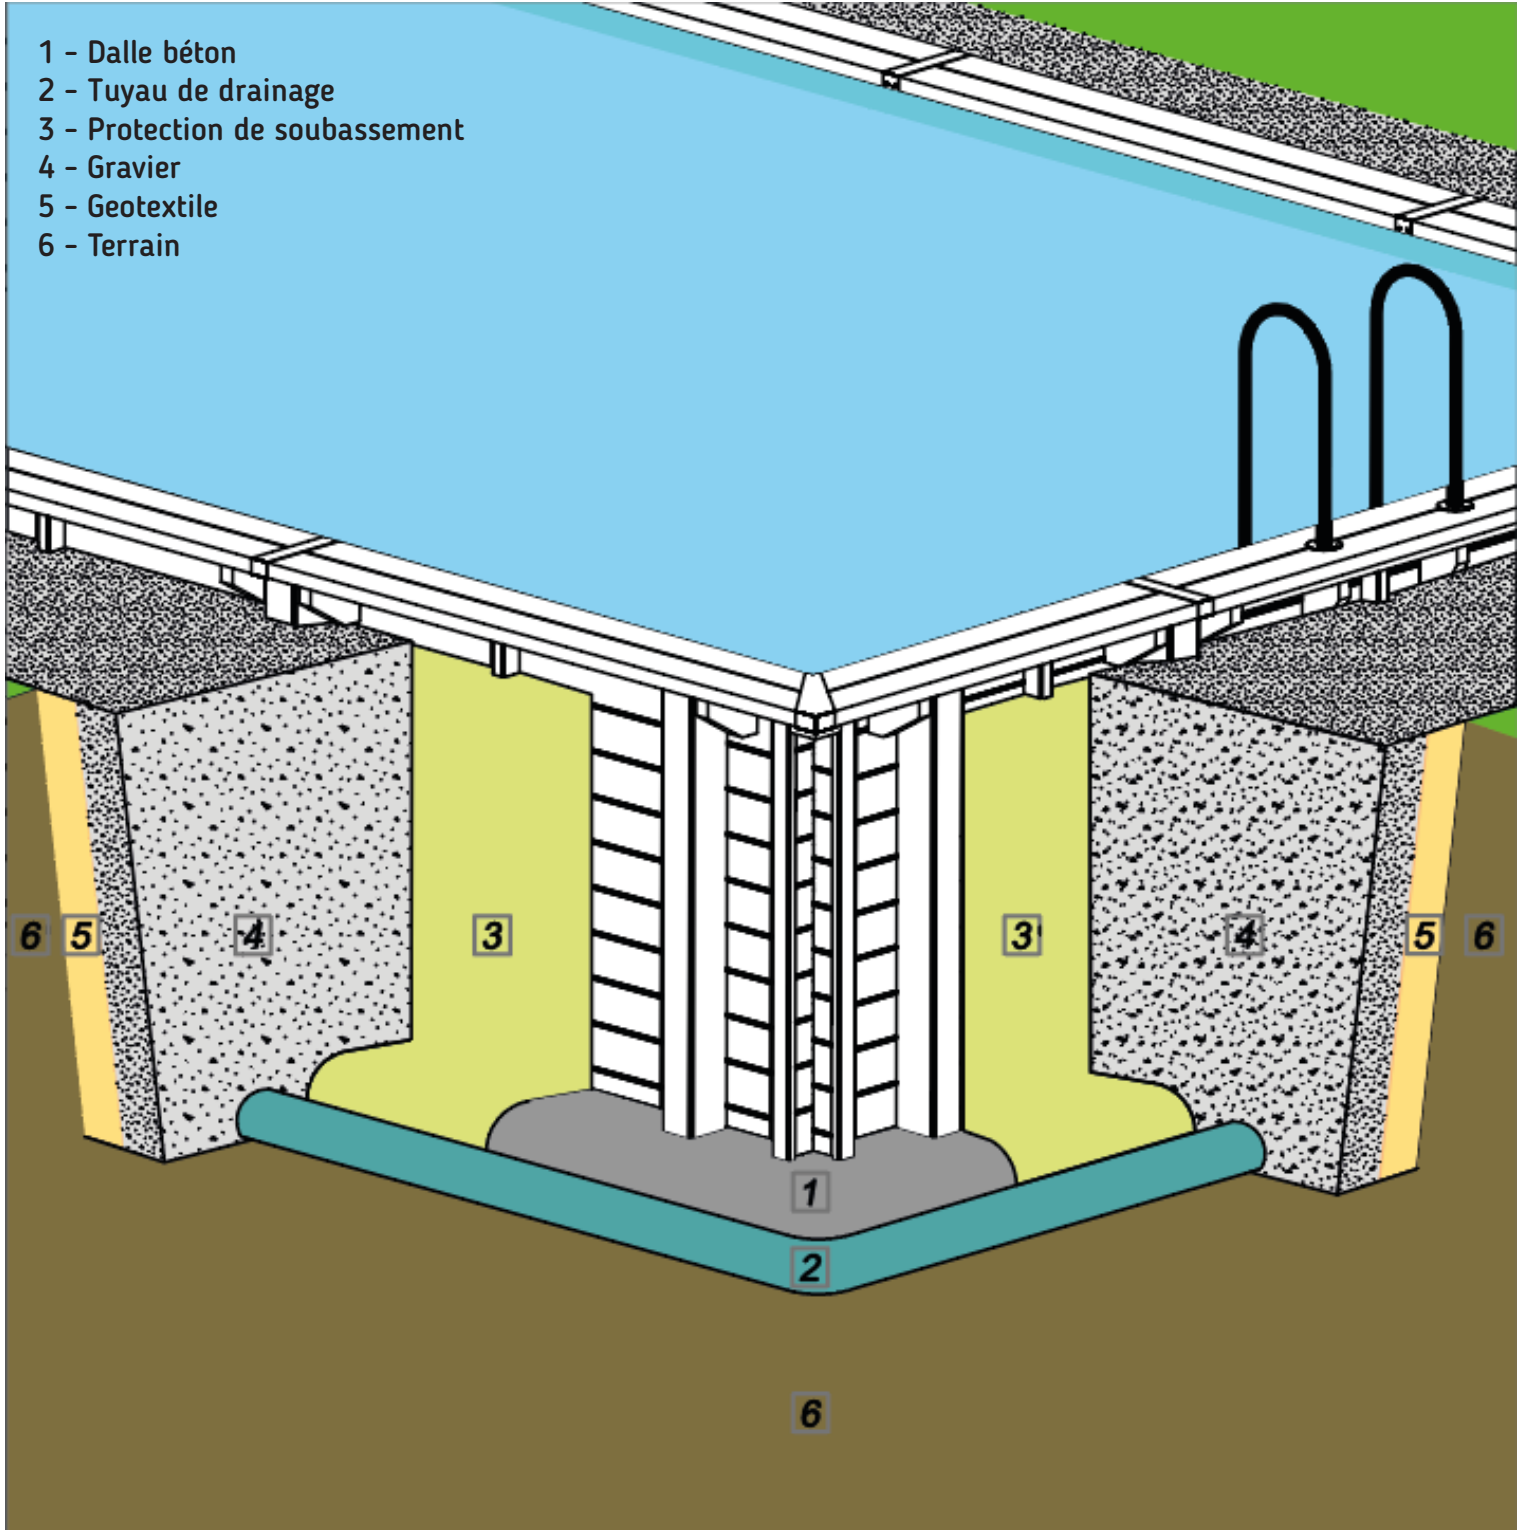 1 - Dalle béton
2 - Tuyau de drainage
3 - Protection de soubassement
4 - Gravier
5 - Geotextile
6 - Terrain
6 5 4 3 3 4 5 6
1
2
6